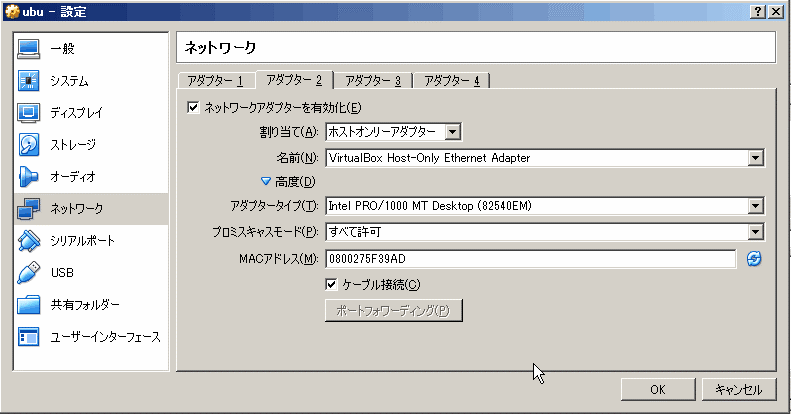 ubu - 設定
一般
システム
ディスプレイ
ストレージ
オーディオ
ネットワーク
シリアルポート
USB
共有フォルダー
ユーザーインターフェース
ネットワーク
アダプター 1 アダプター 2 アダプター 3 アダプター 4
ネットワークアダプターを有効化(E)
割り当て(A): ホストオンリーアダプター
名前(N): VirtualBox Host-Only Ethernet Adapter
高度(D)
アダプタータイプ(T): Intel PRO/1000 MT Desktop (82540EM)
プロミスキャスモード(P): すべて許可
MACアドレス(M): 0800275F39AD
ケーブル接続(C)
ポートフォワーディング(P)
OK キャンセル